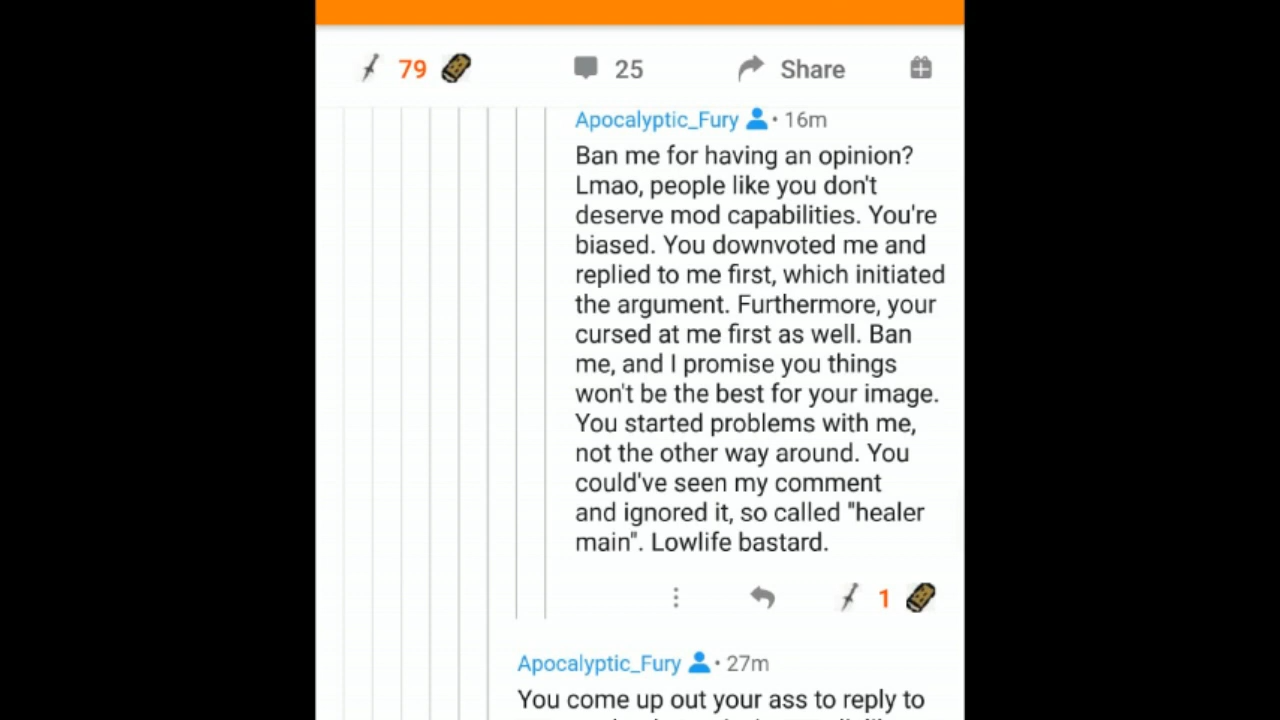 79
25
Share
Apocalyptic_Fury • 16m
Ban me for having an opinion?
Lmao, people like you don't
deserve mod capabilities. You're
biased. You downvoted me and
replied to me first, which initiated
the argument. Furthermore, your
cursed at me first as well. Ban
me, and I promise you things
won't be the best for your image.
You started problems with me,
not the other way around. You
could've seen my comment
and ignored it, so called "healer
main". Lowlife bastard.
1
Apocalyptic_Fury • 27m
You come up out your ass to reply to